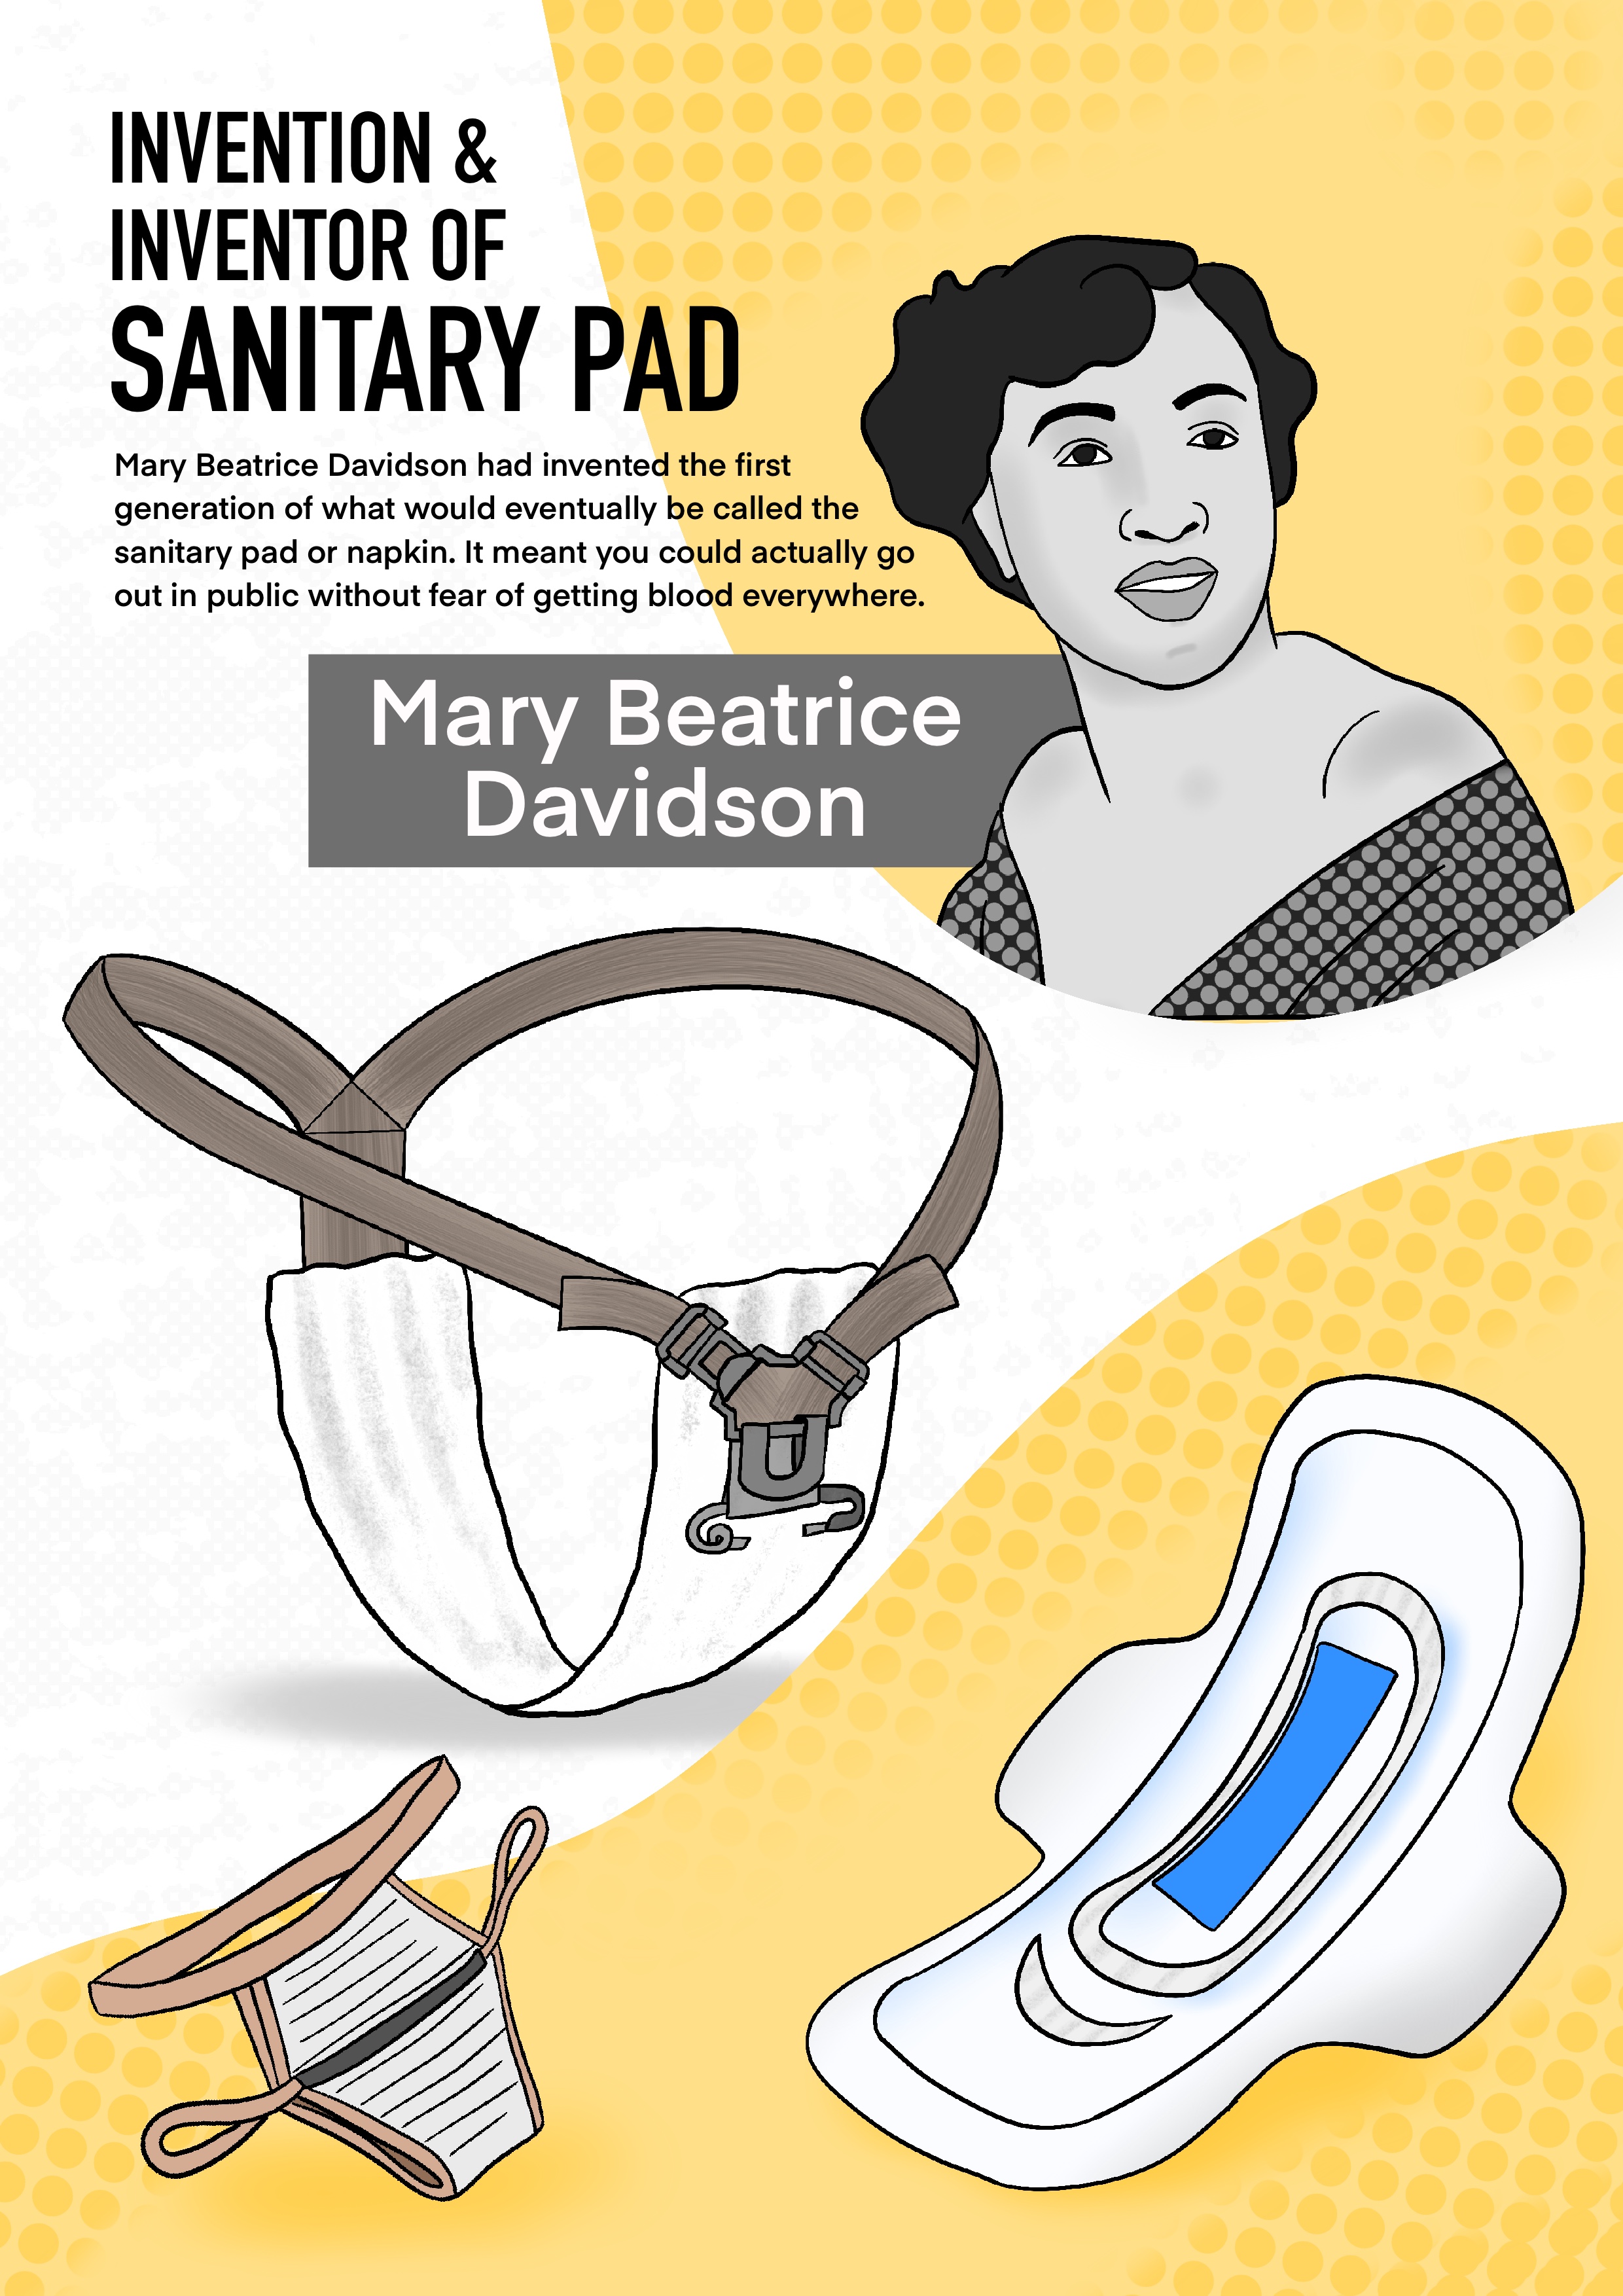 INVENTION &
INVENTOR OF
SANITARY PAD
Mary Beatrice Davidson had invented the first
generation of what would eventually be called the
sanitary pad or napkin. It meant you could actually go
out in public without fear of getting blood everywhere.
Mary Beatrice
Davidson